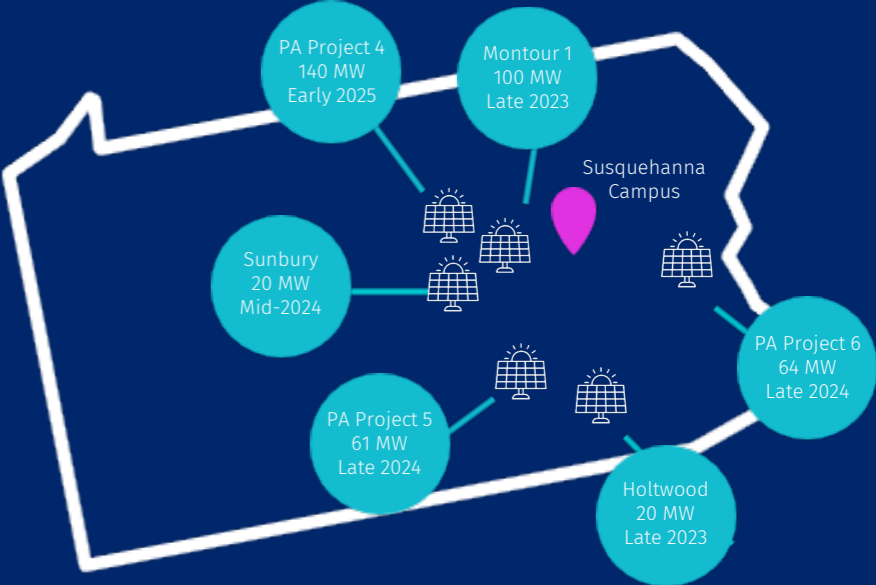 PA Project 4
140 MW
Early 2025
Montour 1
100 MW
Late 2023
Susquehanna
Campus
Sunbury
20 MW
Mid-2024
PA Project 6
64 MW
Late 2024
PA Project 5
61 MW
Late 2024
Holtwood
20 MW
Late 2023